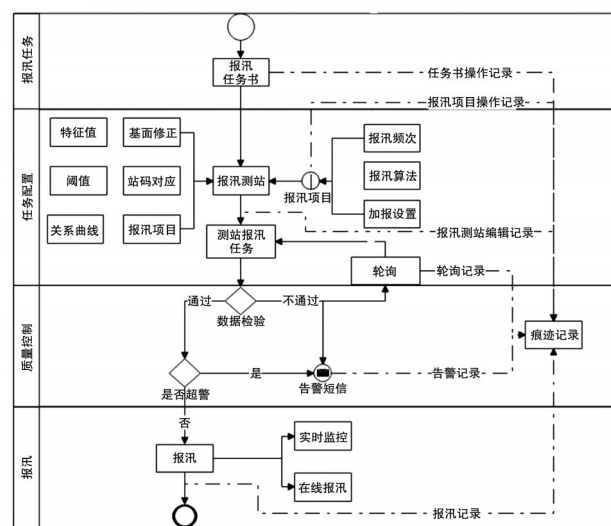 报汛任务
报汛
任务书
任务书操作记录
报汛项目操作记录
任务配置
特征值
基面修正
报汛频次
阈值
站码对应
报汛测站
报汛项目
报汛算法
关系曲线
报汛项目
加报设置
测站报汛
任务
报汛测站编辑记录
轮询
轮询记录
质量控制
通过
不通过
数据检验
痕迹记录
是
是否超警
告警短信
告警记录
否
报汛
报汛
实时监控
在线报汛
报汛记录